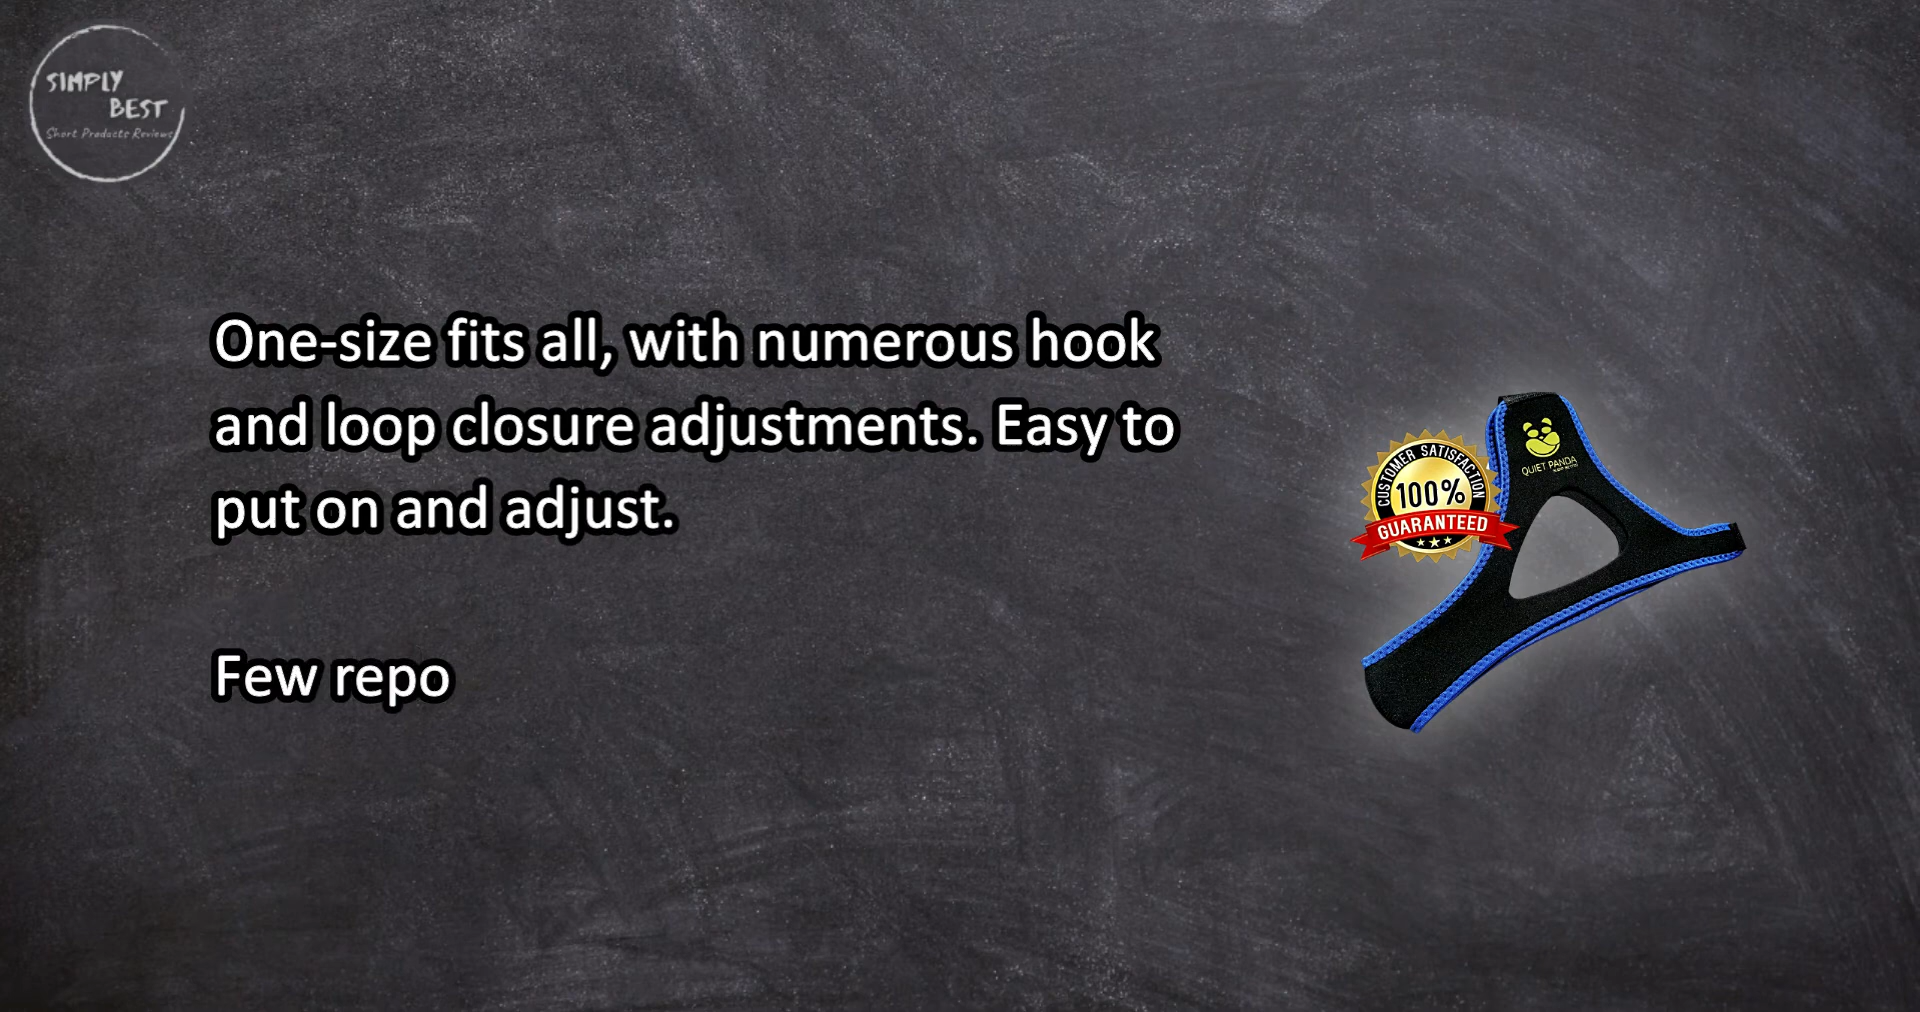 SIMPLY
BEST
Short Products Reviews
One-size fits all, with numerous hook
and loop closure adjustments. Easy to
put on and adjust.
Few repo
CUSTOMER SATISFACTION
100%
GUARANTEED
QUIET PANDA